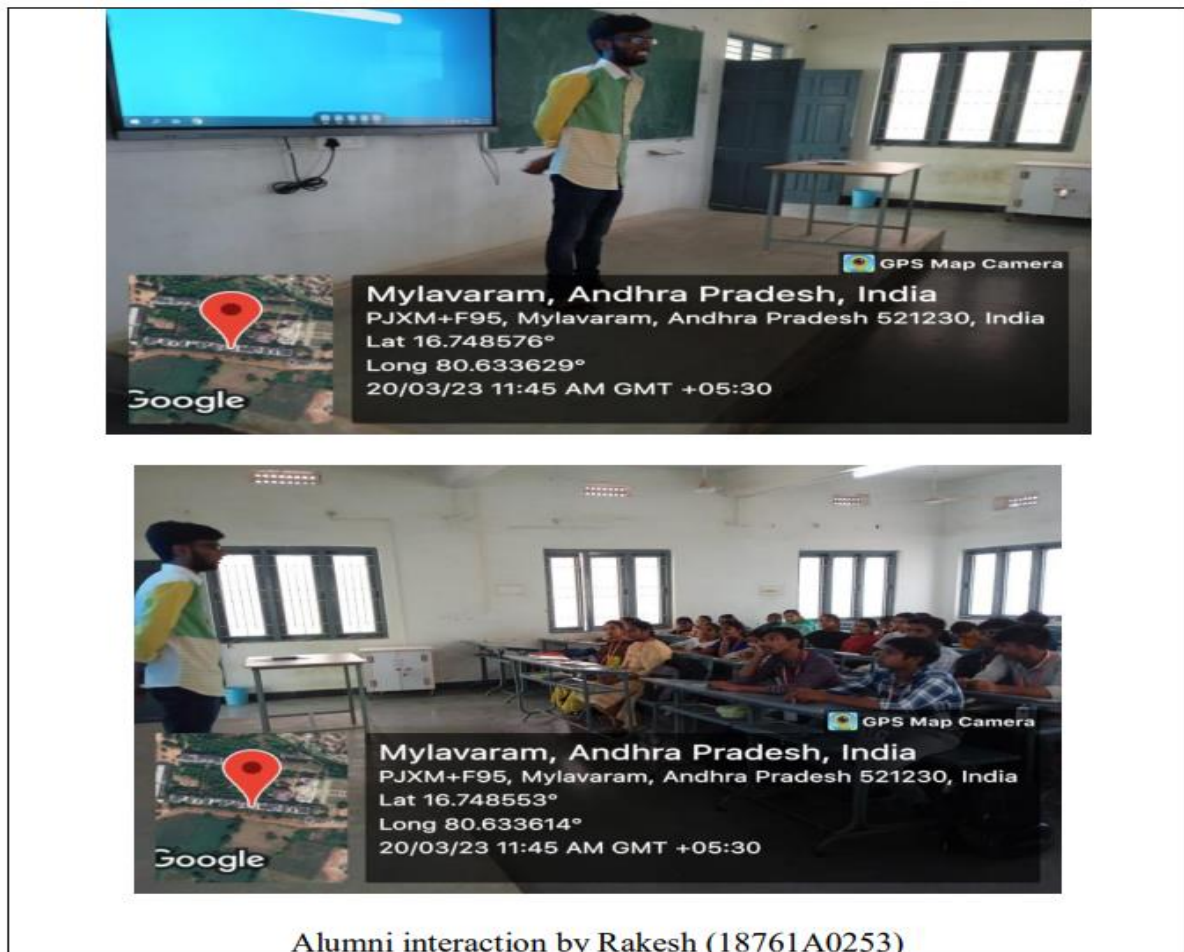 GPS Map Camera
Mylavaram, Andhra Pradesh, India
PJXM+F95, Mylavaram, Andhra Pradesh 521230, India
Lat 16.748576°
Long 80.633629°
20/03/23 11:45 AM GMT +05:30
Google
GPS Map Camera
Mylavaram, Andhra Pradesh, India
PJXM+F95, Mylavaram, Andhra Pradesh 521230, India
Lat 16.748553°
Long 80.633614°
20/03/23 11:45 AM GMT +05:30
Google
Alumni interaction by Rakesh (18761A0253)